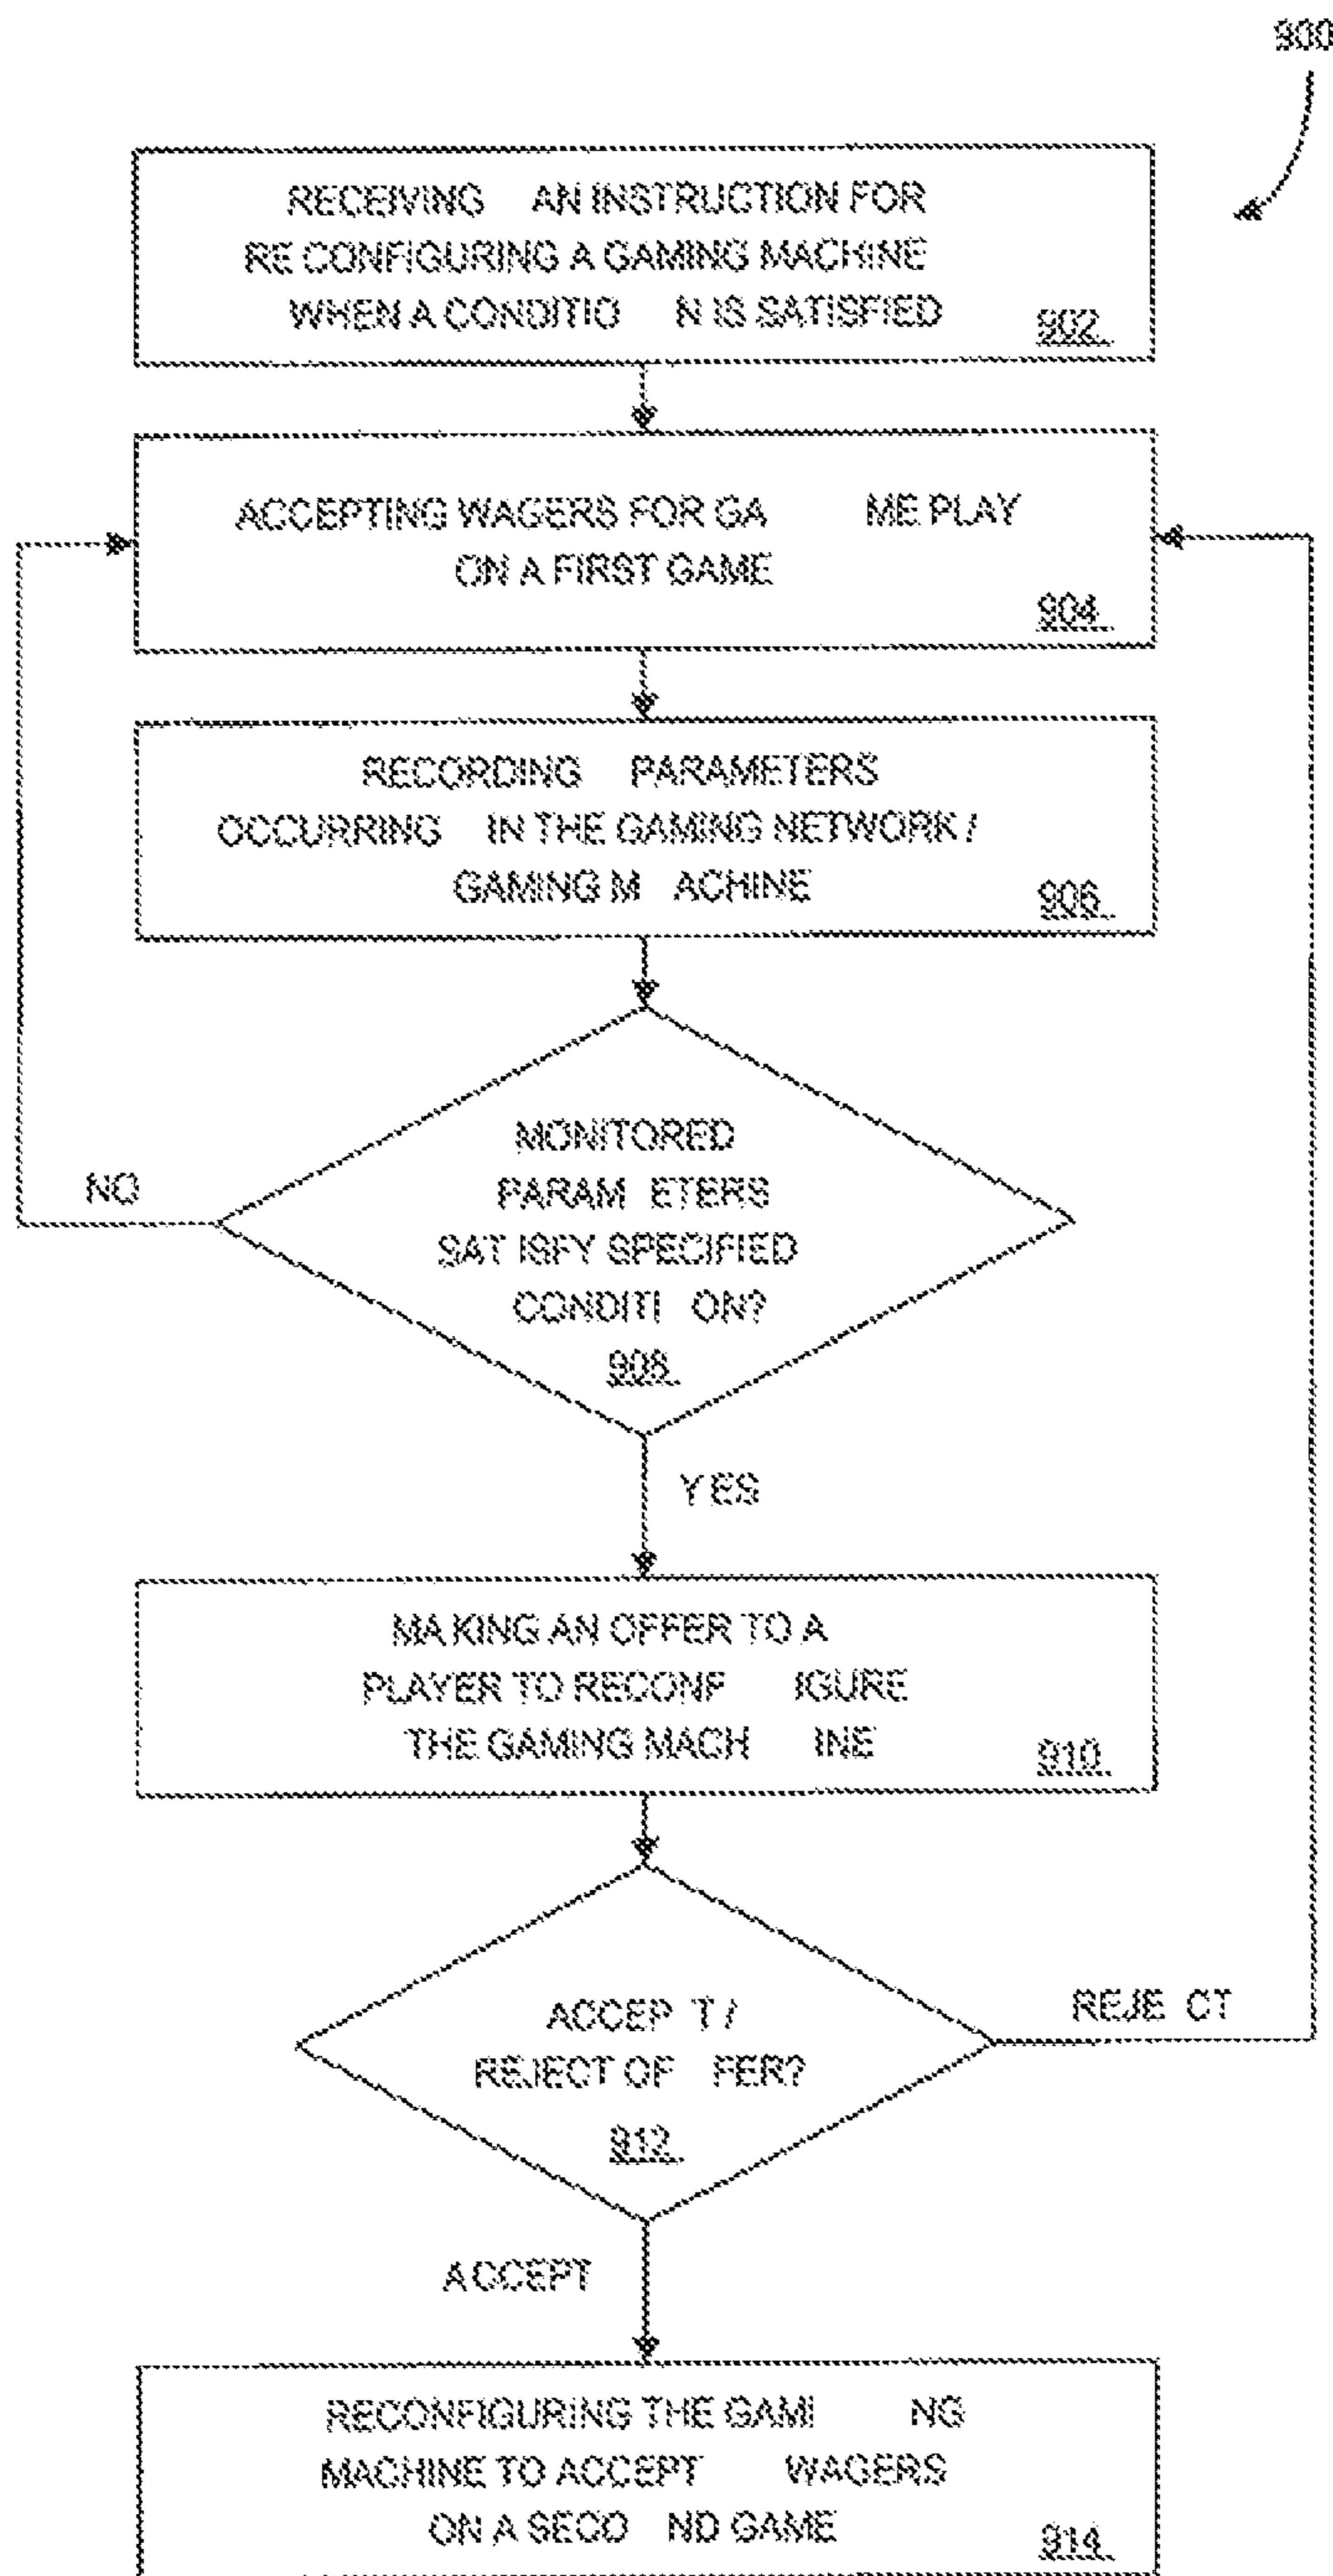 900
RECEIVING AN INSTRUCTION FOR
RE CONFIGURING A GAMING MACHINE
WHEN A CONDITIO N IS SATISFIED
902
ACCEPTING WAGERS FOR GA ME PLAY
ON A FIRST GAME
904
RECORDING PARAMETERS
OCCURRING IN THE GAMING NETWORK /
GAMING M ACHINE
906
MONITORED
PARAM ETERS
SAT ISFY SPECIFIED
CONDITI ON?
908
NO
YES
MA KING AN OFFER TO A
PLAYER TO RECONF IGURE
THE GAMING MACH INE
910
ACCEP T /
REJECT OF FER?
912
REJE CT
ACCEPT
RECONFIGURING THE GAMI NG
MACHINE TO ACCEPT WAGERS
ON A SECO ND GAME
914